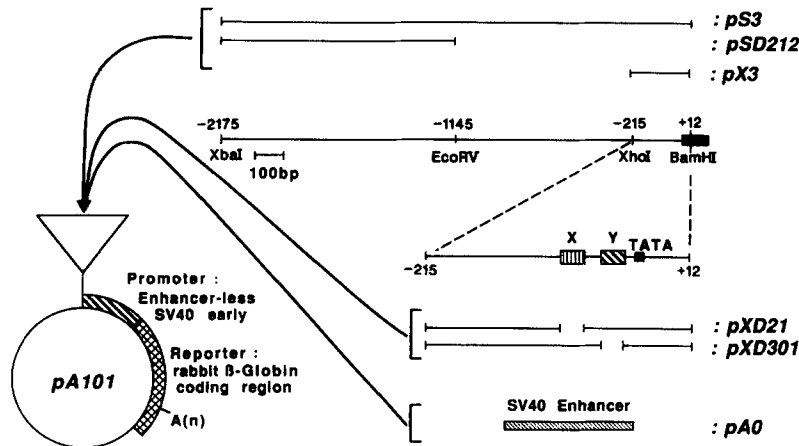 : pS3
: pSD212
: pX3
-2175 -1145 -215 +12
XbaI EcoRV XhoI BamHI
100bp
X Y TATA
-215 +12
Promoter :
Enhancer-less
SV40 early
Reporter :
rabbit ß-Globin
coding region
pA101
A(n)
: pXD21
: pXD301
SV40 Enhancer
: pA0